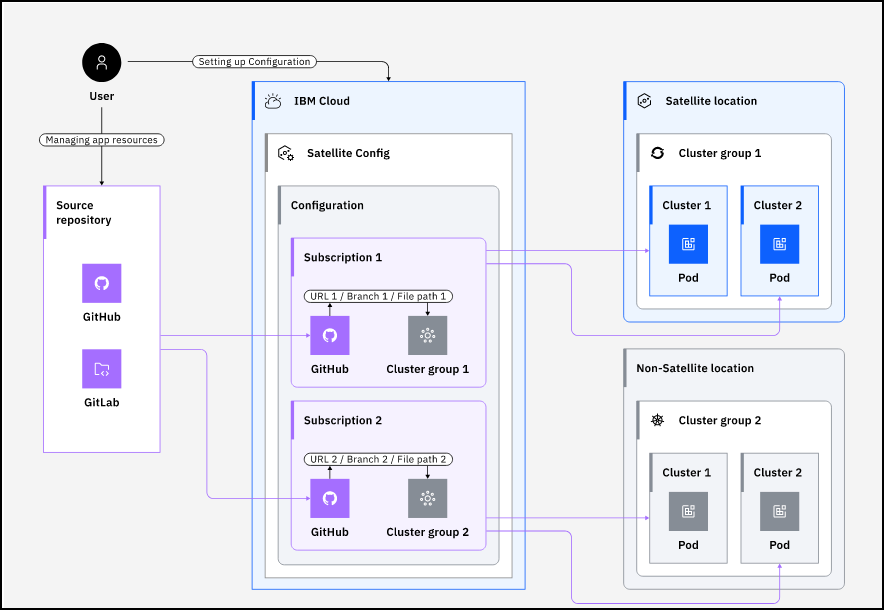 Setting up Configuration
User
Managing app resources
Source
repository
GitHub
GitLab
IBM Cloud
Satellite Config
Configuration
Subscription 1
URL 1 / Branch 1 / File path 1
GitHub
Cluster group 1
Subscription 2
URL 2 / Branch 2 / File path 2
GitHub
Cluster group 2
Satellite location
Cluster group 1
Cluster 1
Pod
Cluster 2
Pod
Non-Satellite location
Cluster group 2
Cluster 1
Pod
Cluster 2
Pod